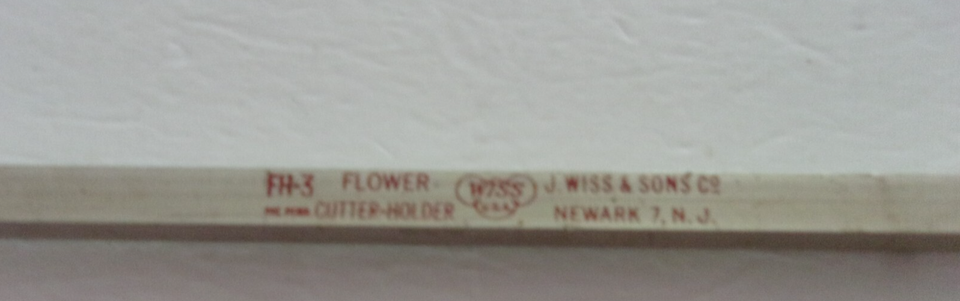 FH-3 FLOWER- WISS J. WISS & SONS CO
U.S.A. CUTTER-HOLDER NEWARK 7, N. J.